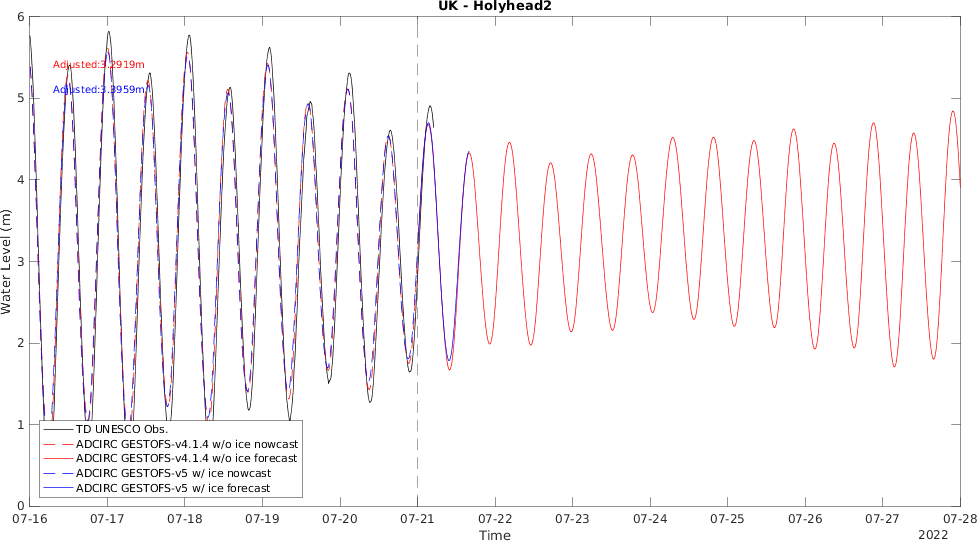 UK - Holyhead2
6
5
4
3
2
1
0
Water Level (m)
Adjusted:3.2919m
Adjusted:3.3959m
TD UNESCO Obs.
ADCIRC GESTOFS-v4.1.4 w/o ice nowcast
ADCIRC GESTOFS-v4.1.4 w/o ice forecast
ADCIRC GESTOFS-v5 w/ ice nowcast
ADCIRC GESTOFS-v5 w/ ice forecast
07-16 07-17 07-18 07-19 07-20 07-21 07-22 07-23 07-24 07-25 07-26 07-27 07-28
Time
2022